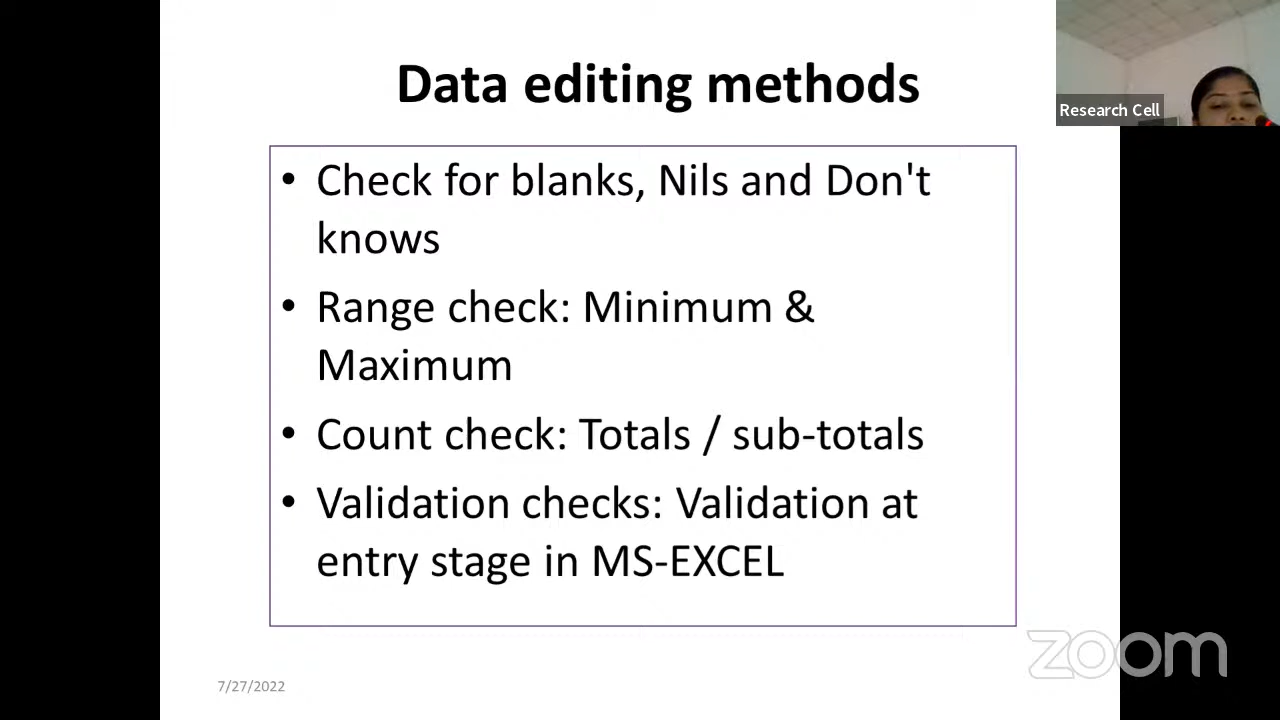 Data editing methods
Research Cell
• Check for blanks, Nils and Don't
knows
• Range check: Minimum &
Maximum
• Count check: Totals / sub-totals
• Validation checks: Validation at
entry stage in MS-EXCEL
zoom
7/27/2022